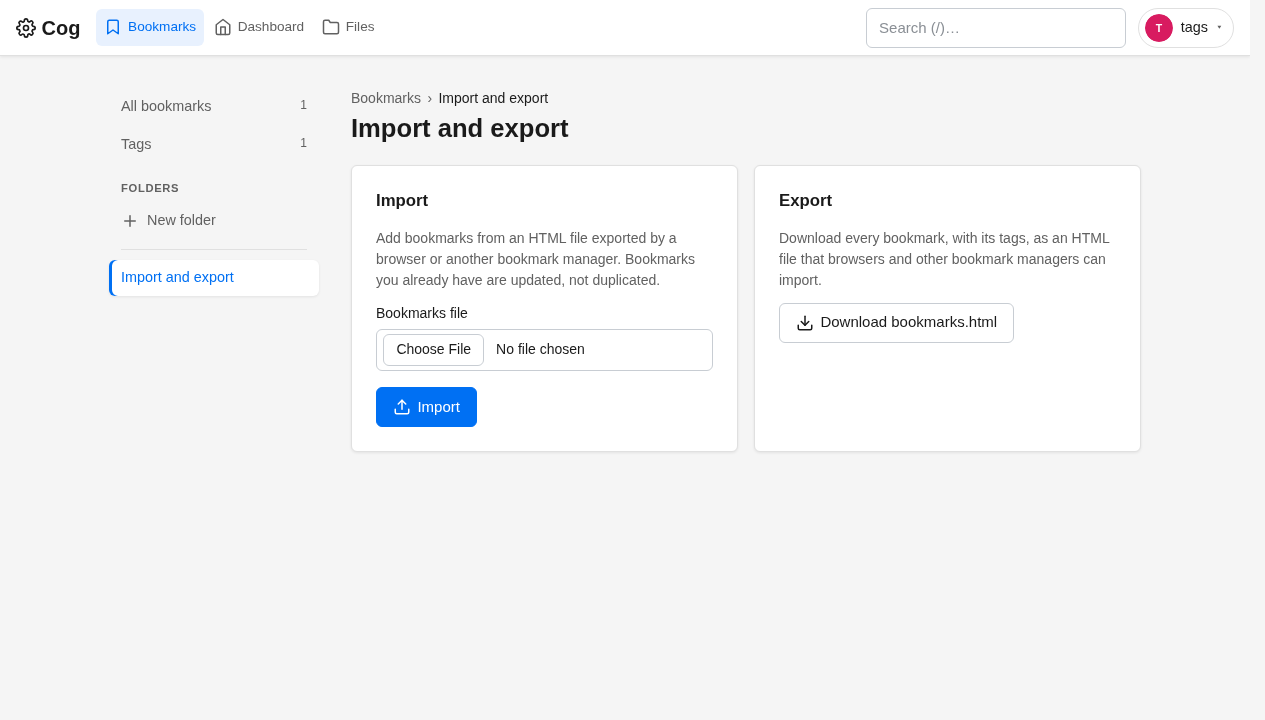 Cog
Bookmarks
Dashboard
Files
Search (/)…
T
tags
All bookmarks 1
Tags 1
FOLDERS
New folder
Import and export
Bookmarks › Import and export
Import and export
Import
Add bookmarks from an HTML file exported by a
browser or another bookmark manager. Bookmarks
you already have are updated, not duplicated.
Bookmarks file
Choose File No file chosen
Import
Export
Download every bookmark, with its tags, as an HTML
file that browsers and other bookmark managers can
import.
Download bookmarks.html